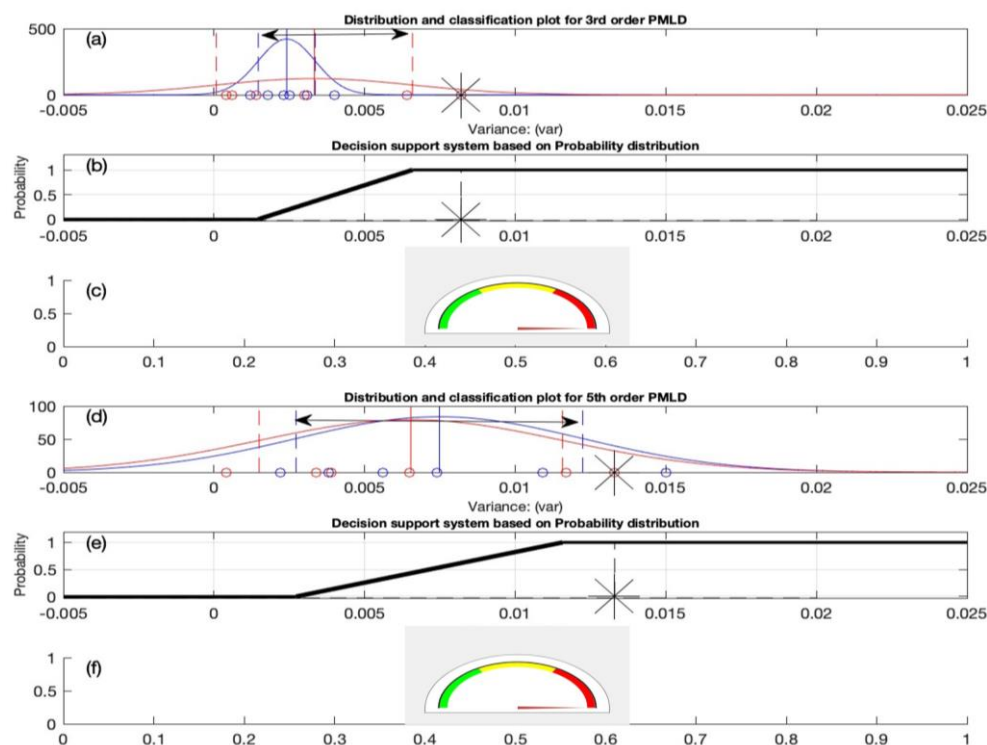 Distribution and classification plot for 3rd order PMLD
500
(a)
0
-0.005 0 0.005 0.01 0.015 0.02 0.025
Variance: (var)
Decision support system based on Probability distribution
Probability
1
(b)
0.5
0
-0.005 0 0.005 0.01 0.015 0.02 0.025
1
(c)
0.5
0
0 0.1 0.2 0.3 0.4 0.5 0.6 0.7 0.8 0.9 1
Distribution and classification plot for 5th order PMLD
100
(d)
50
0
-0.005 0 0.005 0.01 0.015 0.02 0.025
Variance: (var)
Decision support system based on Probability distribution
Probability
1
(e)
0.5
0
-0.005 0 0.005 0.01 0.015 0.02 0.025
1
(f)
0.5
0
0 0.1 0.2 0.3 0.4 0.5 0.6 0.7 0.8 0.9 1